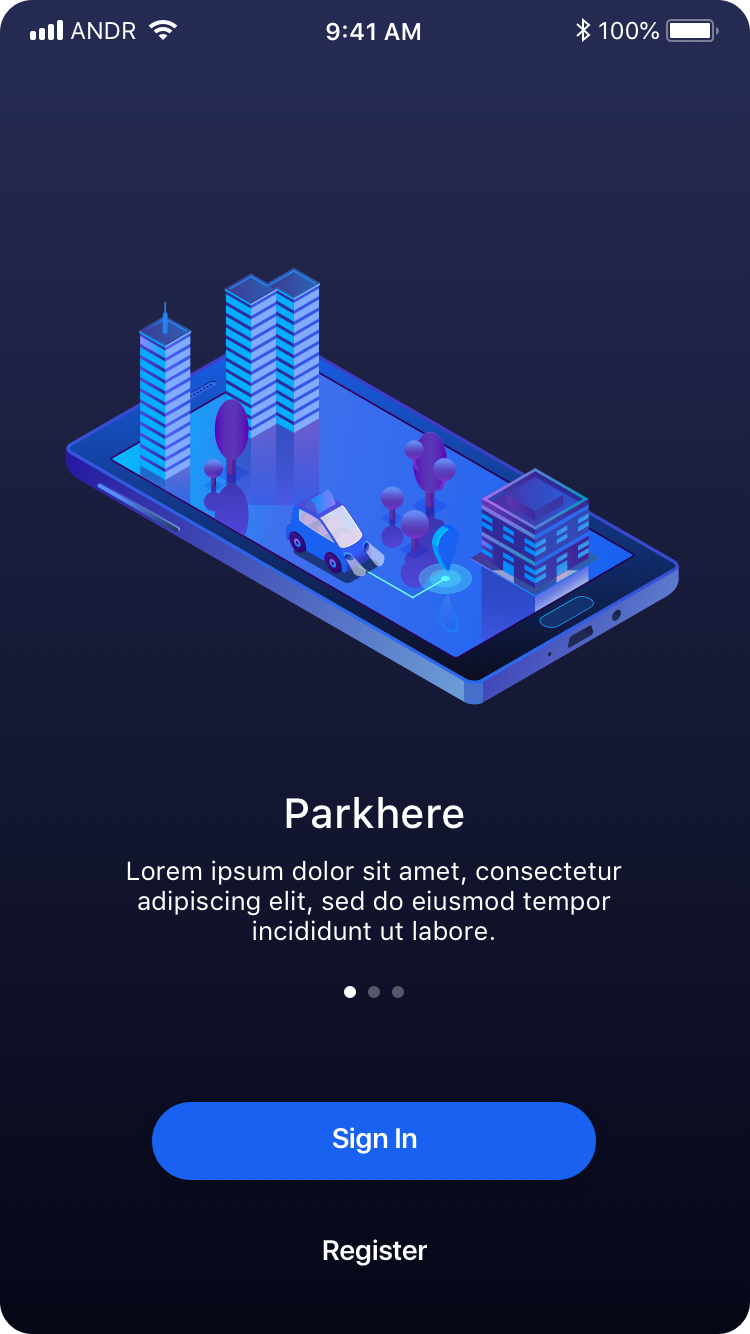 ANDR 9:41 AM 100%
Parkhere
Lorem ipsum dolor sit amet, consectetur
adipiscing elit, sed do eiusmod tempor
incididunt ut labore.
Sign In
Register